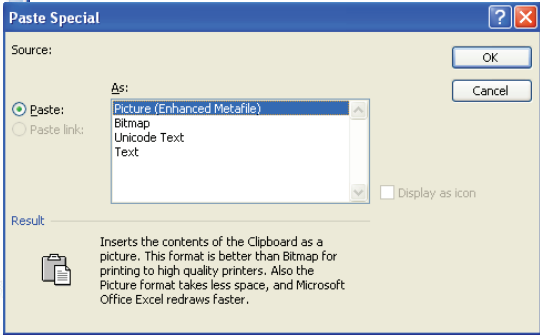 Paste Special
Source:
OK
Cancel
As:
Paste:
Paste link:
Picture (Enhanced Metafile)
Bitmap
Unicode Text
Text
Display as icon
Result
Inserts the contents of the Clipboard as a
picture. This format is better than Bitmap for
printing to high quality printers. Also the
Picture format takes less space, and Microsoft
Office Excel redraws faster.